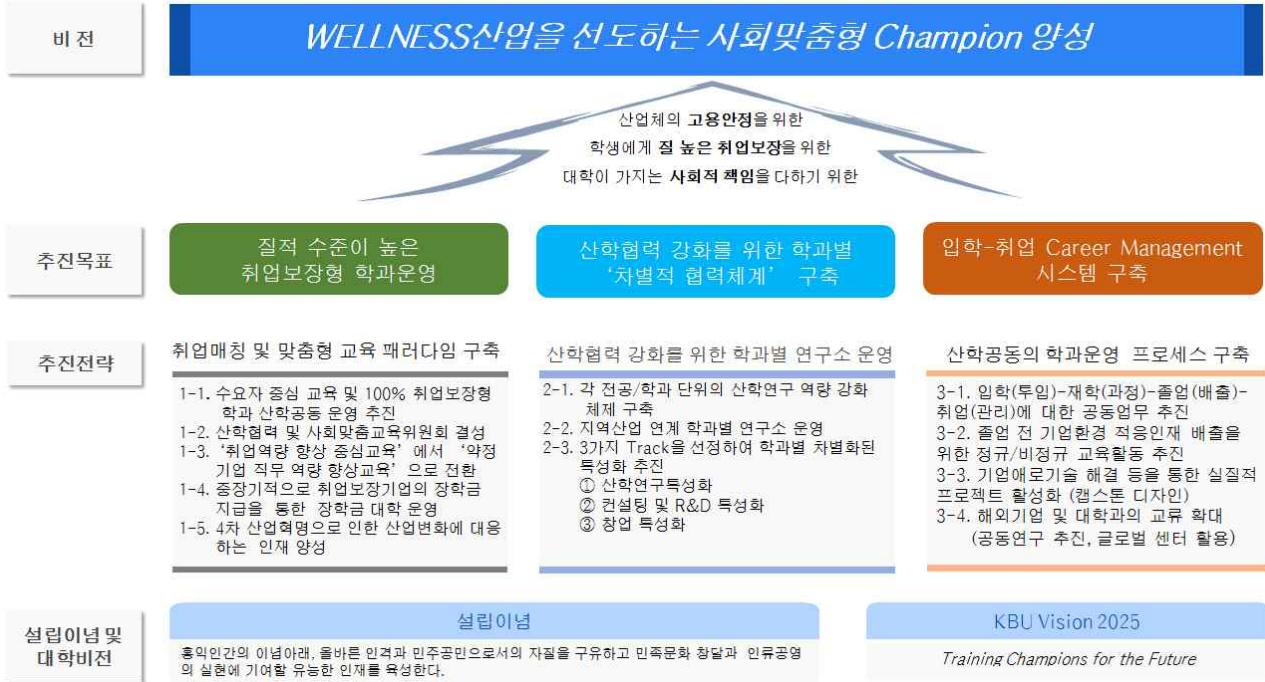 비 전
WELLNESS산업을 선도하는 사회맞춤형 Champion 양성
산업체의 고용안정을 위한
학생에게 질 높은 취업보장을 위한
대학이 가지는 사회적 책임을 다하기 위한
추진목표
질적 수준이 높은
취업보장형 학과운영
산학협력 강화를 위한 학과별
‘차별적 협력체계’ 구축
입학-취업 Career Management
시스템 구축
추진전략
취업매칭 및 맞춤형 교육 패러다임 구축
1-1. 수요자 중심 교육 및 100% 취업보장형
학과 산학공동 운영 추진
1-2. 산학협력 및 사회맞춤교육위원회 결성
1-3. ‘취업역량 향상 중심교육’에서 ‘약정
기업 직무 역량 향상교육’으로 전환
1-4. 중장기적으로 취업보장기업의 장학금
지급을 통한 장학금 대학 운영
1-5. 4차 산업혁명으로 인한 산업변화에 대응
하는 인재 양성
산학협력 강화를 위한 학과별 연구소 운영
2-1. 각 전공/학과 단위의 산학연구 역량 강화
체제 구축
2-2. 지역산업 연계 학과별 연구소 운영
2-3. 3가지 Track을 선정하여 학과별 차별화된
특성화 추진
① 산학연구특성화
② 컨설팅 및 R&D 특성화
③ 창업 특성화
산학공동의 학과운영 프로세스 구축
3-1. 입학(투입)-재학(과정)-졸업(배출)-
취업(관리)에 대한 공동업무 추진
3-2. 졸업 전 기업환경 적응인재 배출을
위한 정규/비정규 교육활동 추진
3-3. 기업애로기술 해결 등을 통한 실질적
프로젝트 활성화 (캡스톤 디자인)
3-4. 해외기업 및 대학과의 교류 확대
(공동연구 추진, 글로벌 센터 활용)
설립이념 및
대학비전
설립이념
홍익인간의 이념아래, 올바른 인격과 민주공민으로서의 자질을 구유하고 민족문화 창달과 인류공영
의 실현에 기여할 유능한 인재를 육성한다.
KBU Vision 2025
Training Champions for the Future